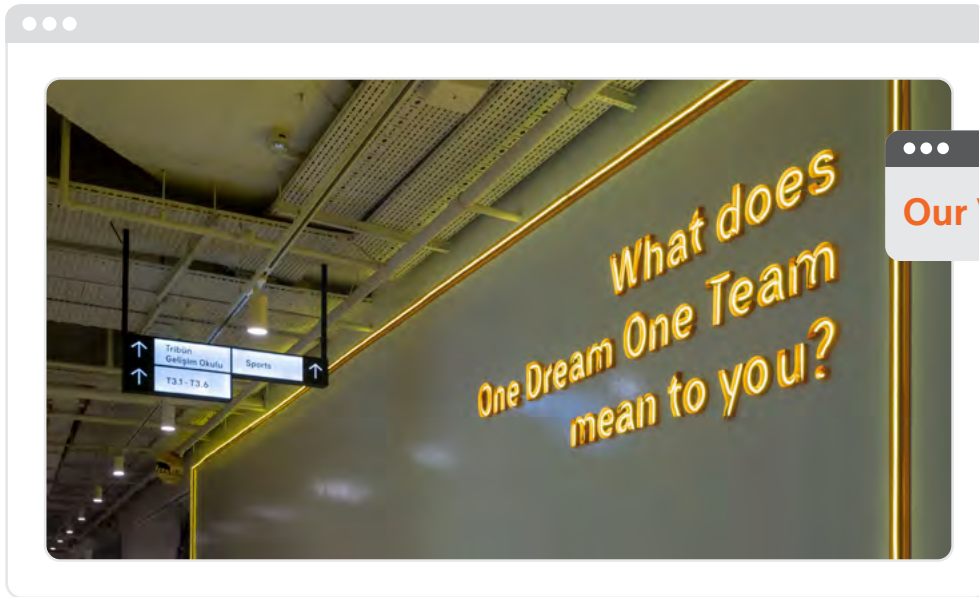 What does
One Dream One Team
mean to you?
Tribün
Gelişim Okulu
Sports
T3.1 - T3.6
Our